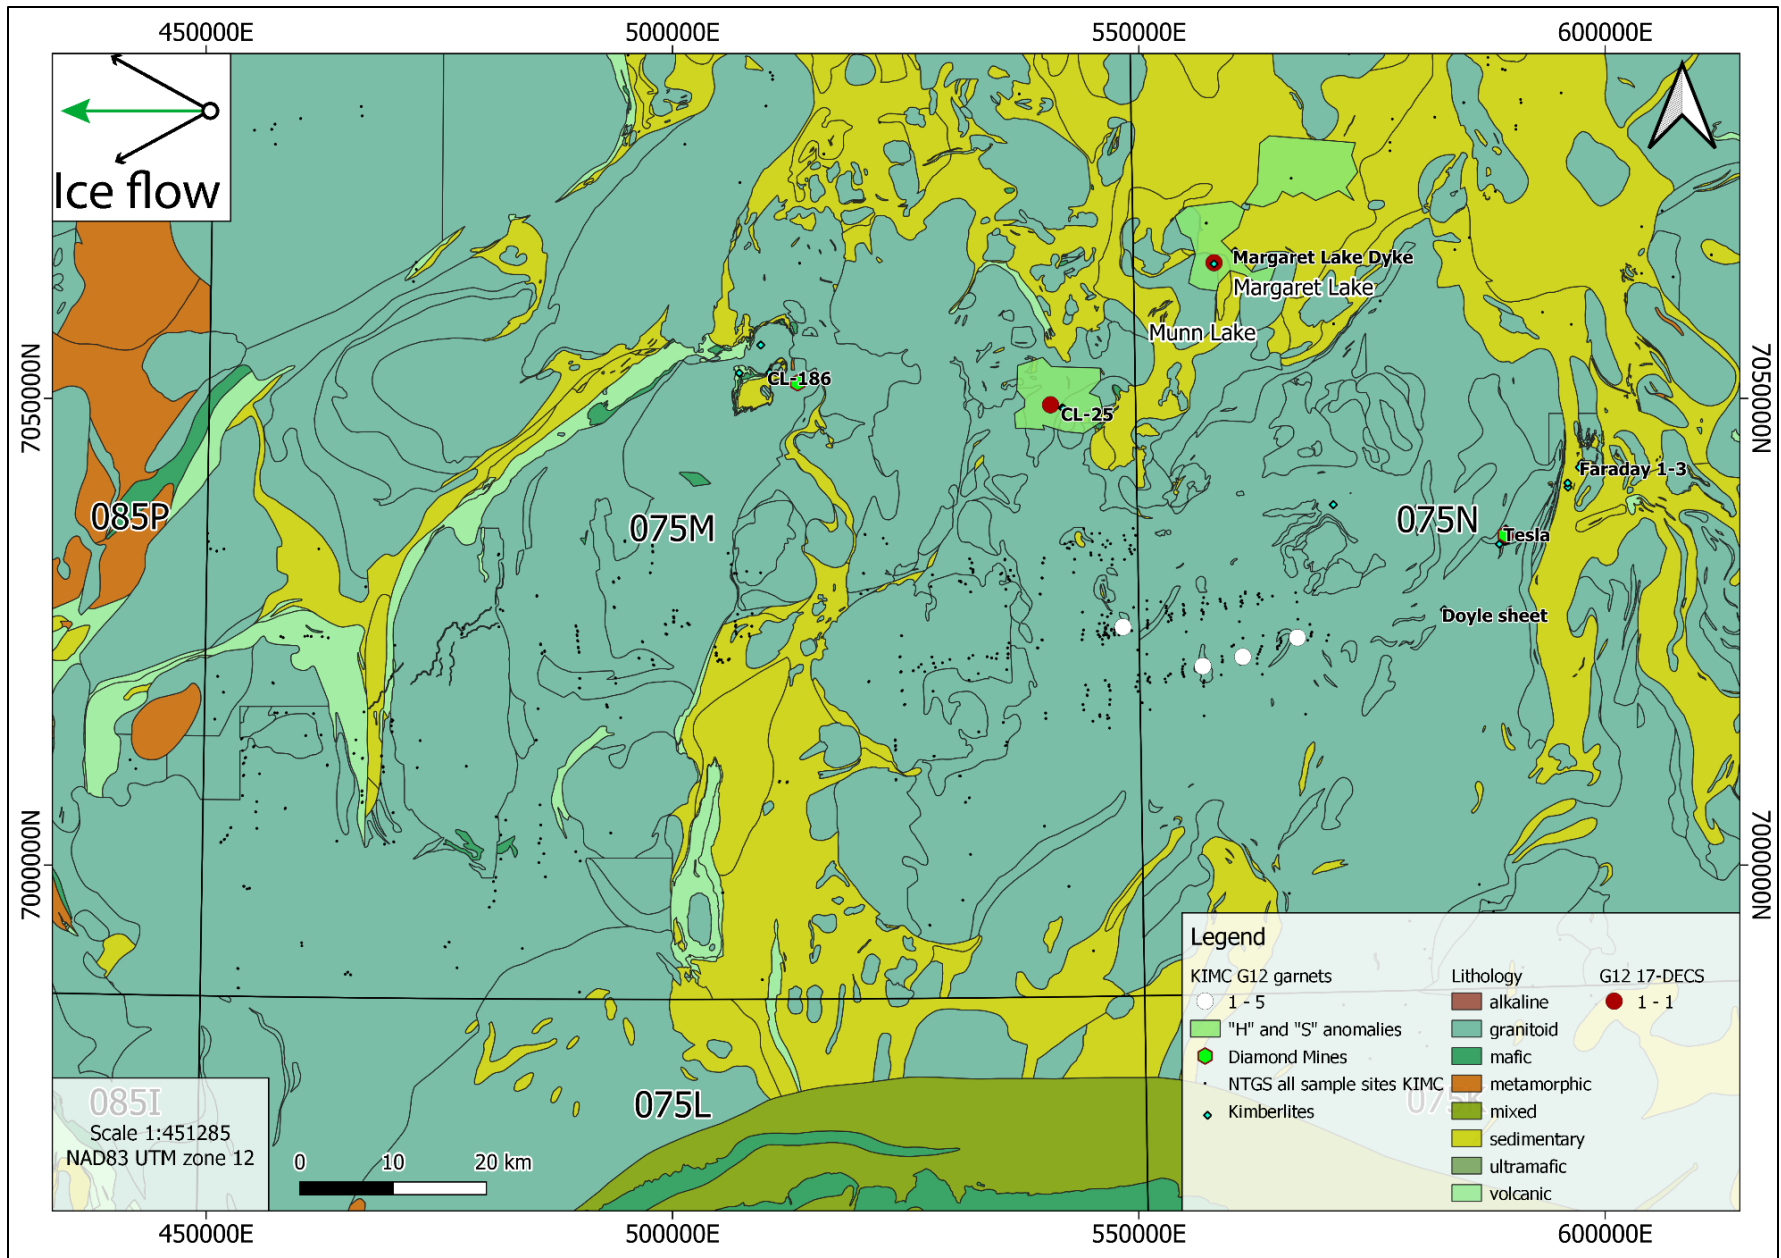 450000E
500000E
550000E
600000E
Ice flow
Margaret Lake Dyke
Margaret Lake
Munn Lake
7050000N
7050000N
CL-186
CL-25
Faraday 1-3
085P
075M
075N
Tesla
Doyle sheet
7000000N
7000000N
Legend
KIMC G12 garnets
1 - 5
"H" and "S" anomalies
Diamond Mines
NTGS all sample sites KIMC
Kimberlites
Lithology
alkaline
granitoid
mafic
metamorphic
mixed
sedimentary
ultramafic
volcanic
G12 17-DECS
1 - 1
085I
Scale 1:451285
NAD83 UTM zone 12
0 10 20 km
075L
075K
450000E
500000E
550000E
600000E